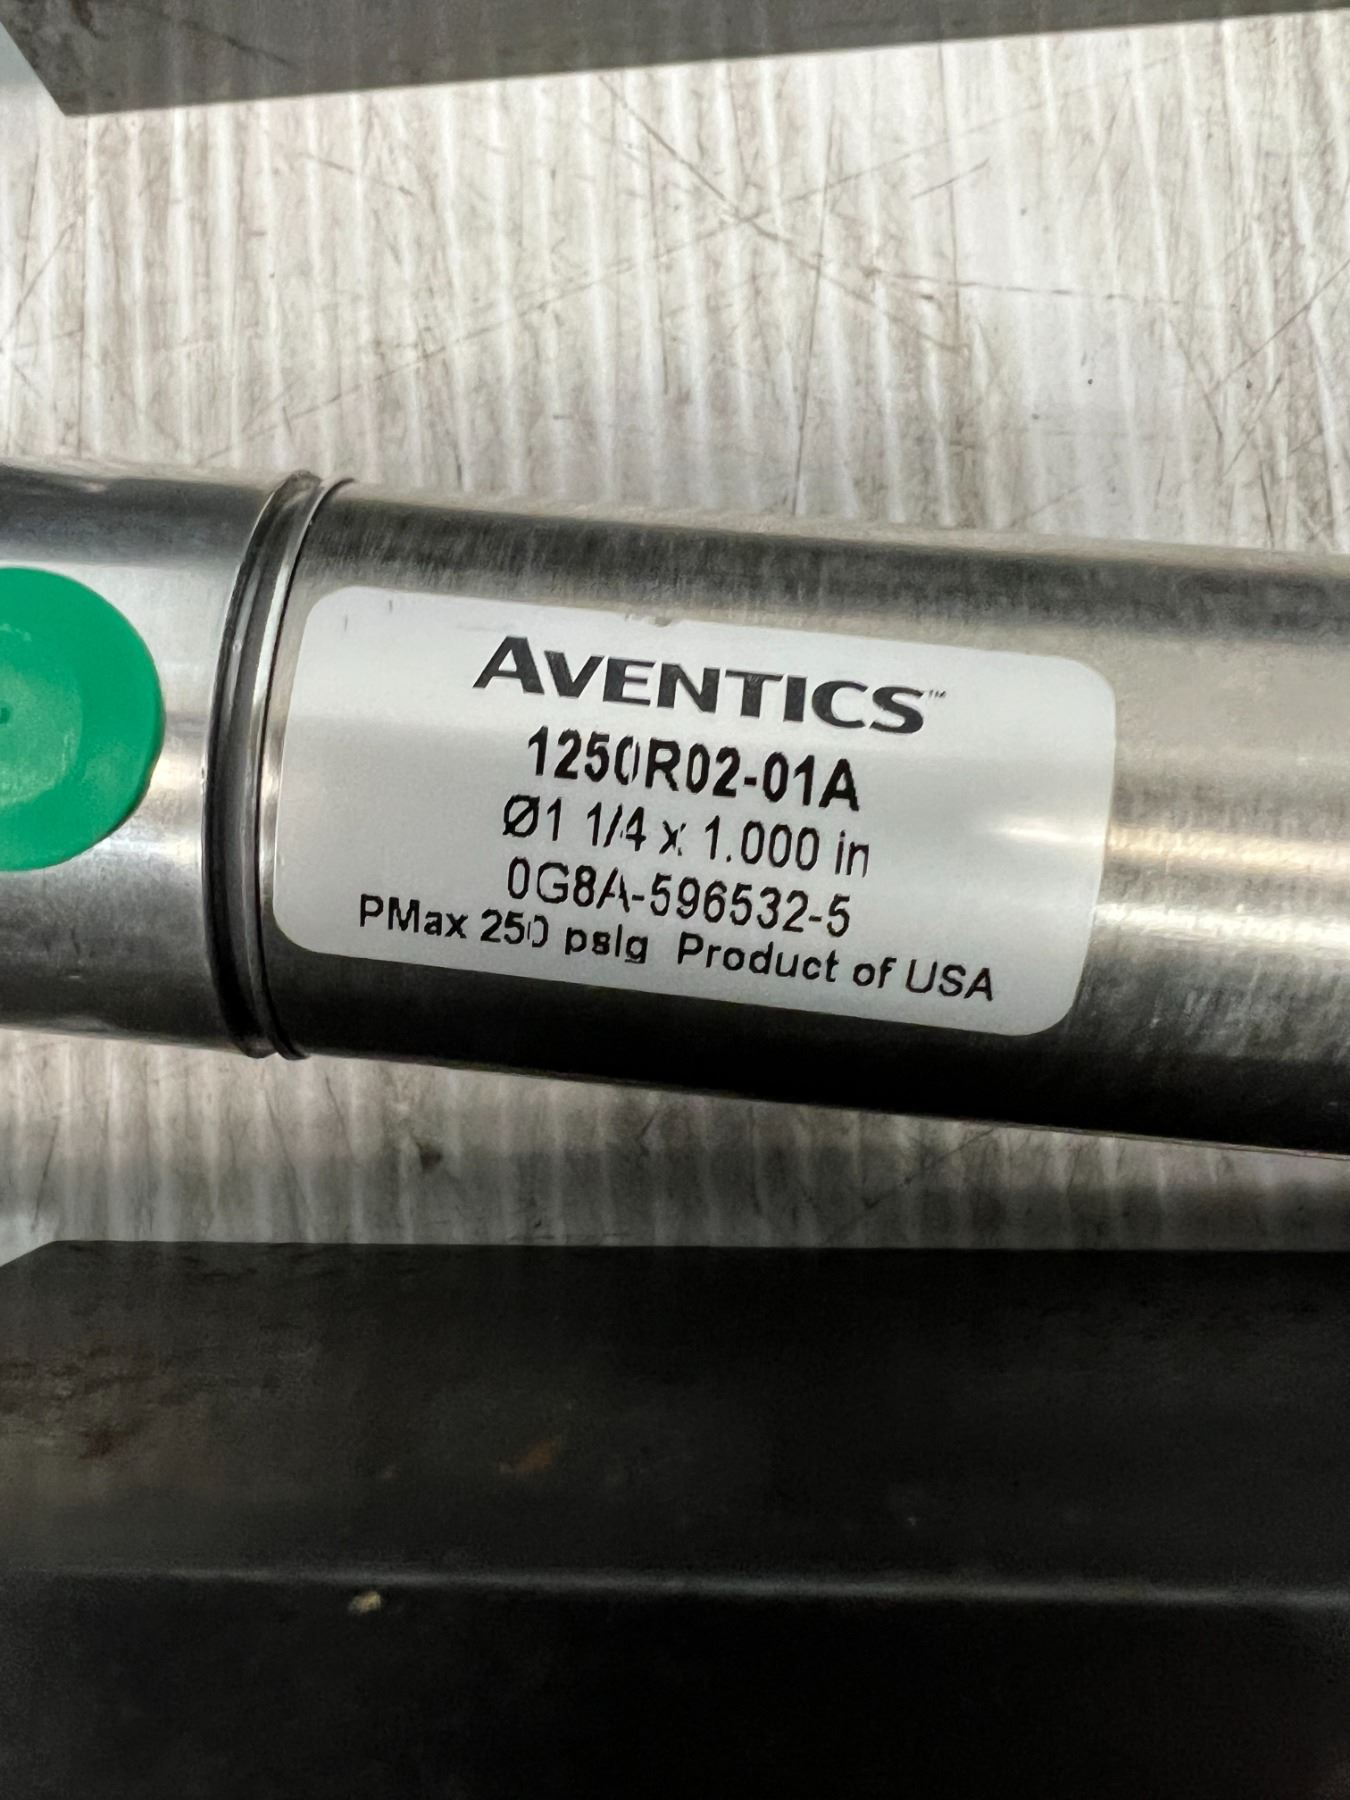 AVENTICS™
1250R02-01A
Ø1 1/4 x 1.000 in
0G8A-596532-5
PMax 250 psig Product of USA